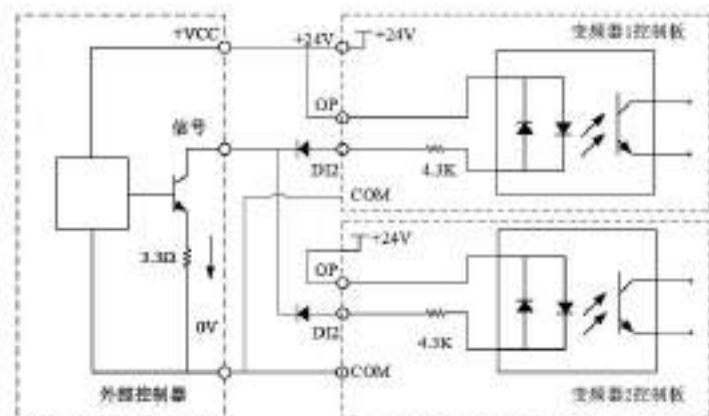 +VCC
+24V
+24V
变频器1控制板
OP
信号
DI2
4.3K
COM
3.3Ω
+24V
OP
0V
DI2
4.3K
COM
外部控制器
变频器2控制板